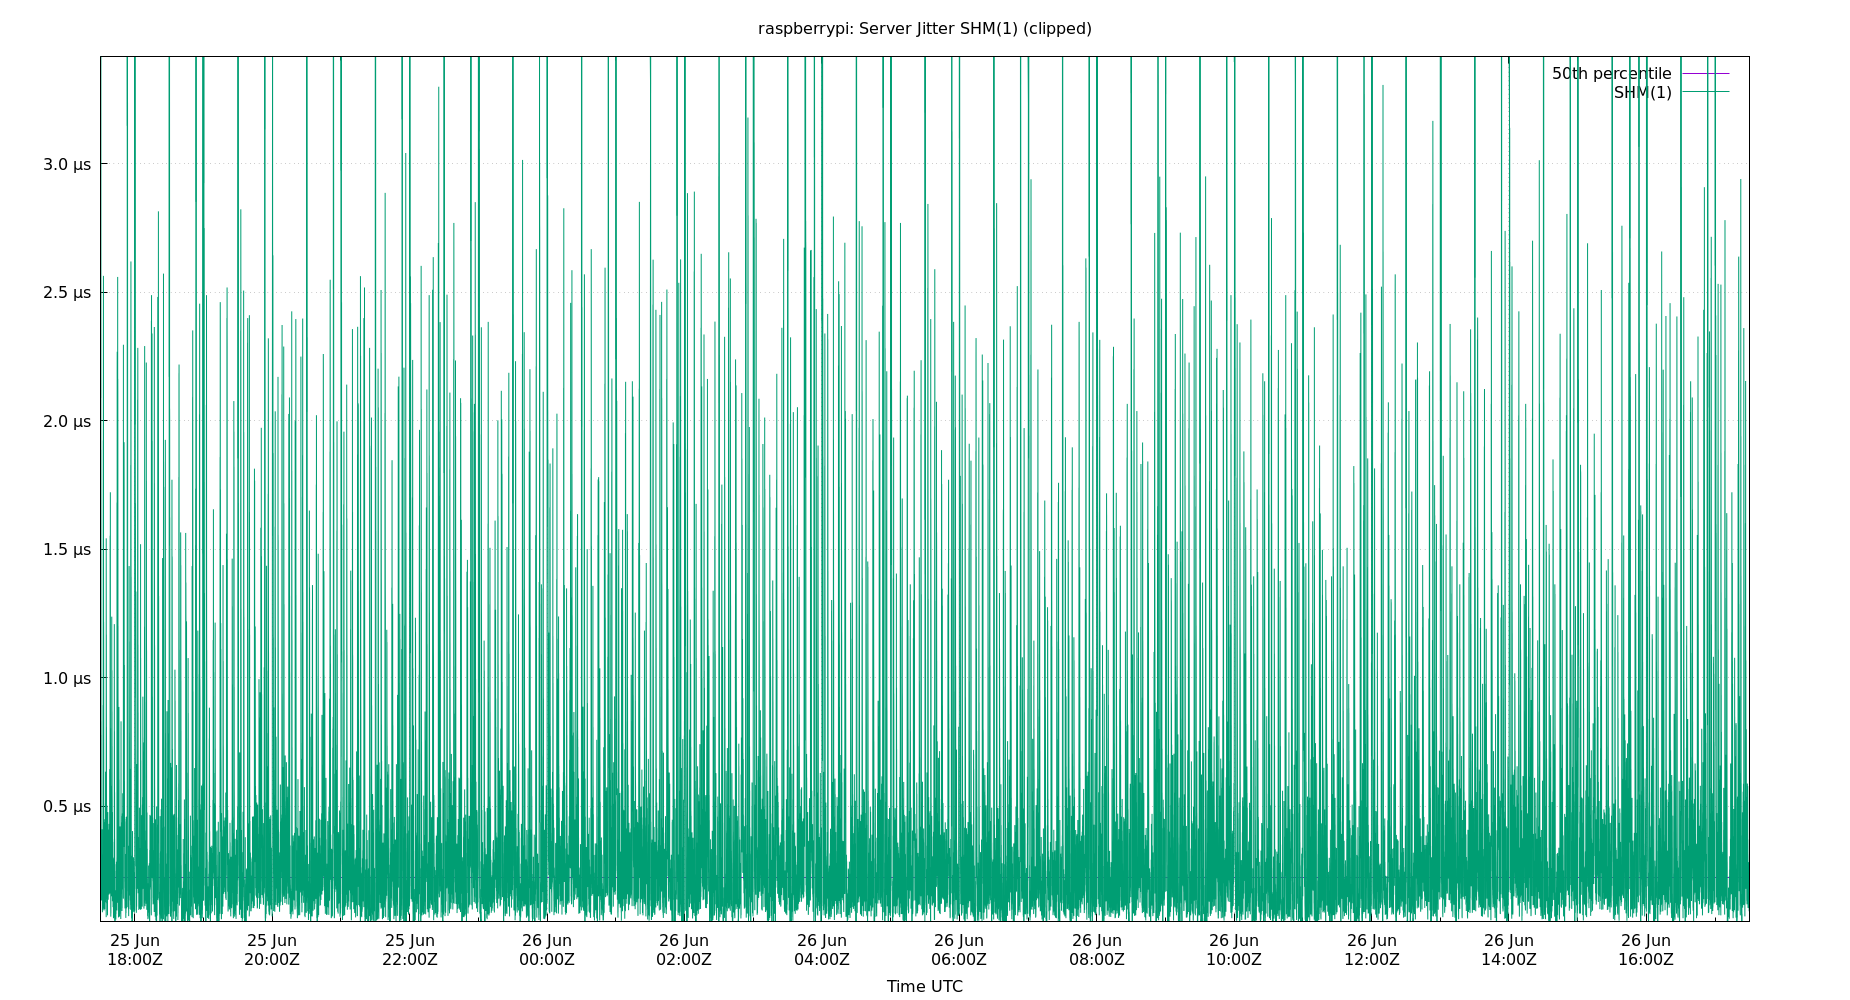 raspberrypi: Server Jitter SHM(1) (clipped)
50th percentile
SHM(1)
3.0 µs
2.5 µs
2.0 µs
1.5 µs
1.0 µs
0.5 µs
25 Jun 25 Jun 25 Jun 26 Jun 26 Jun 26 Jun 26 Jun 26 Jun 26 Jun 26 Jun 26 Jun 26 Jun
18:00Z 20:00Z 22:00Z 00:00Z 02:00Z 04:00Z 06:00Z 08:00Z 10:00Z 12:00Z 14:00Z 16:00Z
Time UTC